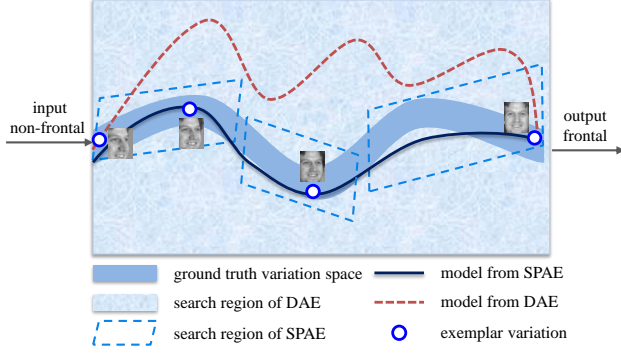 input
non-frontal
output
frontal
ground truth variation space
model from SPAE
search region of DAE
model from DAE
search region of SPAE
exemplar variation